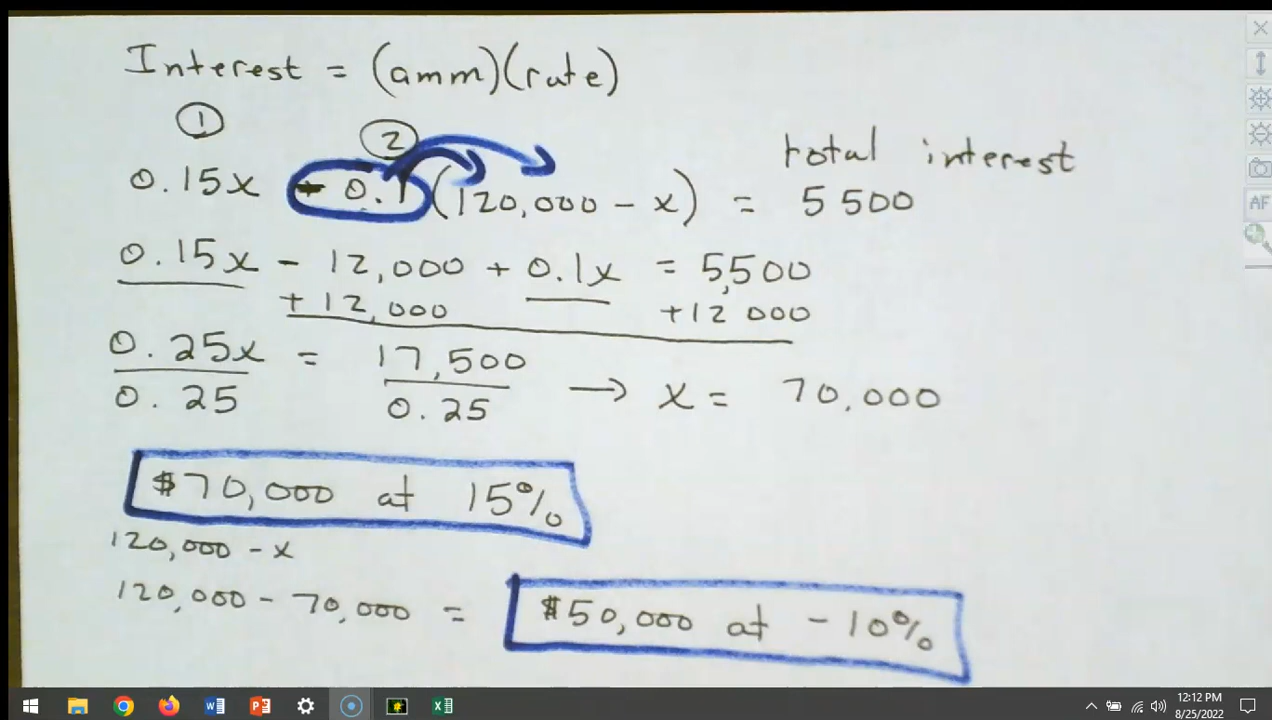 Interest = (amm)(rate)
① ②
total interest
0.15x - 0.1(120,000 - x) = 5500
0.15x - 12,000 + 0.1x = 5,500
+12,000 +12 000
0.25x = 17,500
0.25 0.25 → x = 70,000
$70,000 at 15%
120,000 - x
120,000 - 70,000 = $50,000 at -10%
AF
12:12 PM
8/25/2022